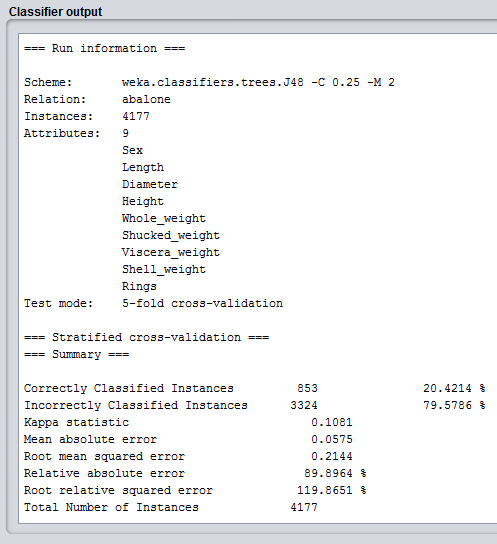 Classifier output
=== Run information ===
Scheme: weka.classifiers.trees.J48 -C 0.25 -M 2
Relation: abalone
Instances: 4177
Attributes: 9
Sex
Length
Diameter
Height
Whole_weight
Shucked_weight
Viscera_weight
Shell_weight
Rings
Test mode: 5-fold cross-validation
=== Stratified cross-validation ===
=== Summary ===
Correctly Classified Instances 853 20.4214 %
Incorrectly Classified Instances 3324 79.5786 %
Kappa statistic 0.1081
Mean absolute error 0.0575
Root mean squared error 0.2144
Relative absolute error 89.8964 %
Root relative squared error 119.8651 %
Total Number of Instances 4177